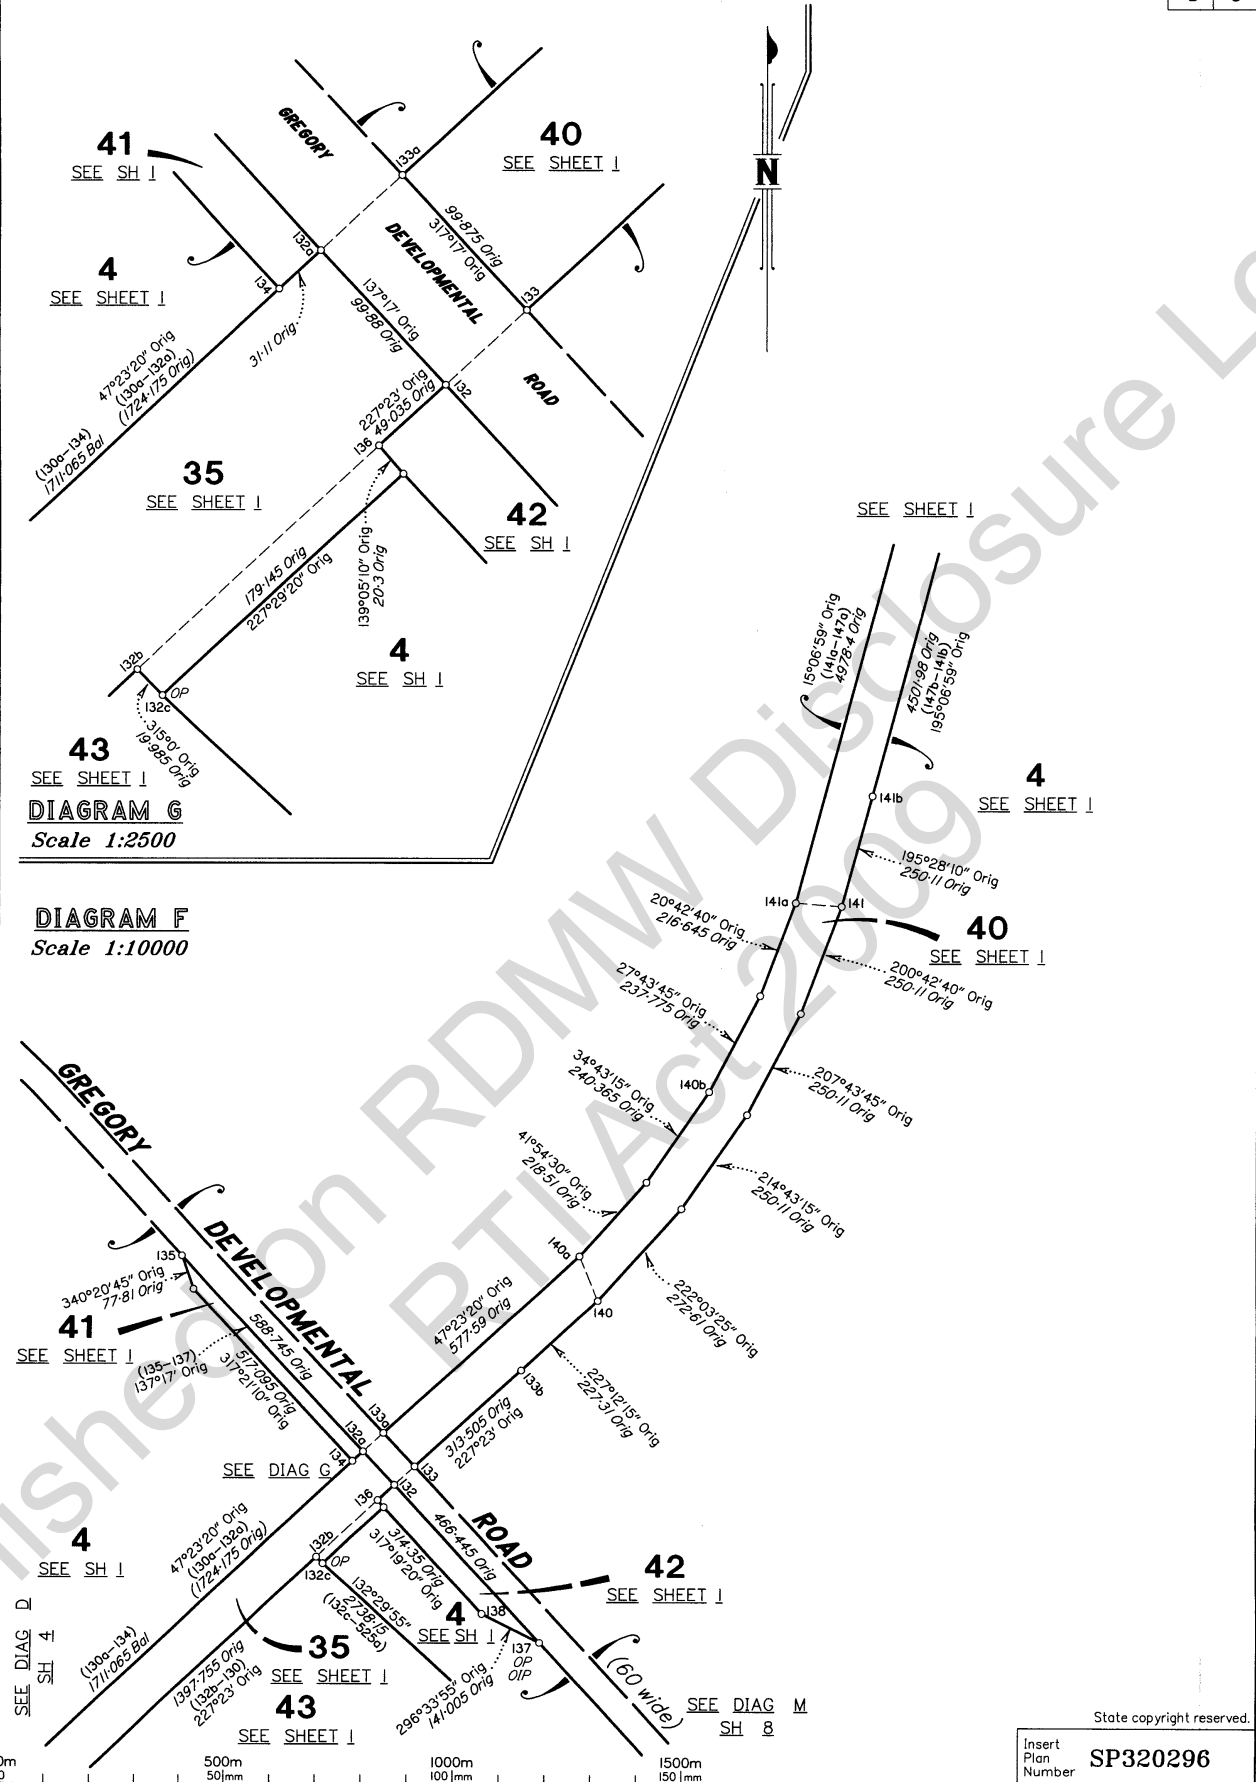 41
SEE SH 1
4
SEE SHEET 1
GREGORY
DEVELOPMENTAL
ROAD
40
SEE SHEET 1
133a
132a
134
133
132
136
99·875 Orig
317°17' Orig
137°17' Orig
99·88 Orig
31·11 Orig
47°23'20" Orig
(130a-132a)
(1724·175 Orig)
(130a-134)
1711·065 Bal
227°23' Orig
49·035 Orig
35
SEE SHEET 1
42
SEE SH 1
179·145 Orig
227°29'20" Orig
139°05'10" Orig
20·3 Orig
4
SEE SH 1
132b
OP
132c
315°0' Orig
19·985 Orig
43
SEE SHEET 1
DIAGRAM G
Scale 1:2500
N
DIAGRAM F
Scale 1:10000
SEE SHEET 1
15°06'59" Orig
(141a-147a)
4978·4 Orig
4501·98 Orig
(147b-141b)
195°06'59" Orig
4
SEE SHEET 1
141b
195°28'10" Orig
250·11 Orig
141a
141
40
SEE SHEET 1
20°42'40" Orig
216·645 Orig
200°42'40" Orig
250·11 Orig
27°43'45" Orig
237·775 Orig
34°43'15" Orig
240·365 Orig
140b
207°43'45" Orig
250·11 Orig
41°54'30" Orig
218·51 Orig
214°43'15" Orig
250·11 Orig
140a
140
222°03'25" Orig
272·61 Orig
47°23'20" Orig
577·59 Orig
133b
227°12'15" Orig
227·31 Orig
313·505 Orig
227°23' Orig
GREGORY
DEVELOPMENTAL
ROAD
135
340°20'45" Orig
77·81 Orig
41
SEE SHEET 1
(135-137)
137°17' Orig
588·745 Orig
517·095 Orig
317°21'10" Orig
133a
132a
134
133
132
136
SEE DIAG G
47°23'20" Orig
(130a-132a)
(1724·175 Orig)
4
SEE SH 1
SEE DIAG D
SH 4
(130a-134)
1711·065 Bal
132b
OP
132c
466·445 Orig
314·35 Orig
317°19'20" Orig
132°29'55"
2738·15
(132c-525a)
42
SEE SHEET 1
4
SEE SH 1
138
137
OP
OIP
35
SEE SHEET 1
1397·755 Orig
(132b-130)
227°23' Orig
43
SEE SHEET 1
296°33'55" Orig
141·005 Orig
(60 wide)
SEE DIAG M
SH 8
500m
50 mm
1000m
100 mm
1500m
150 mm
State copyright reserved.
Insert
Plan
Number
SP320296
ished on RDMW Disclosure Lo
RTI Act 2009